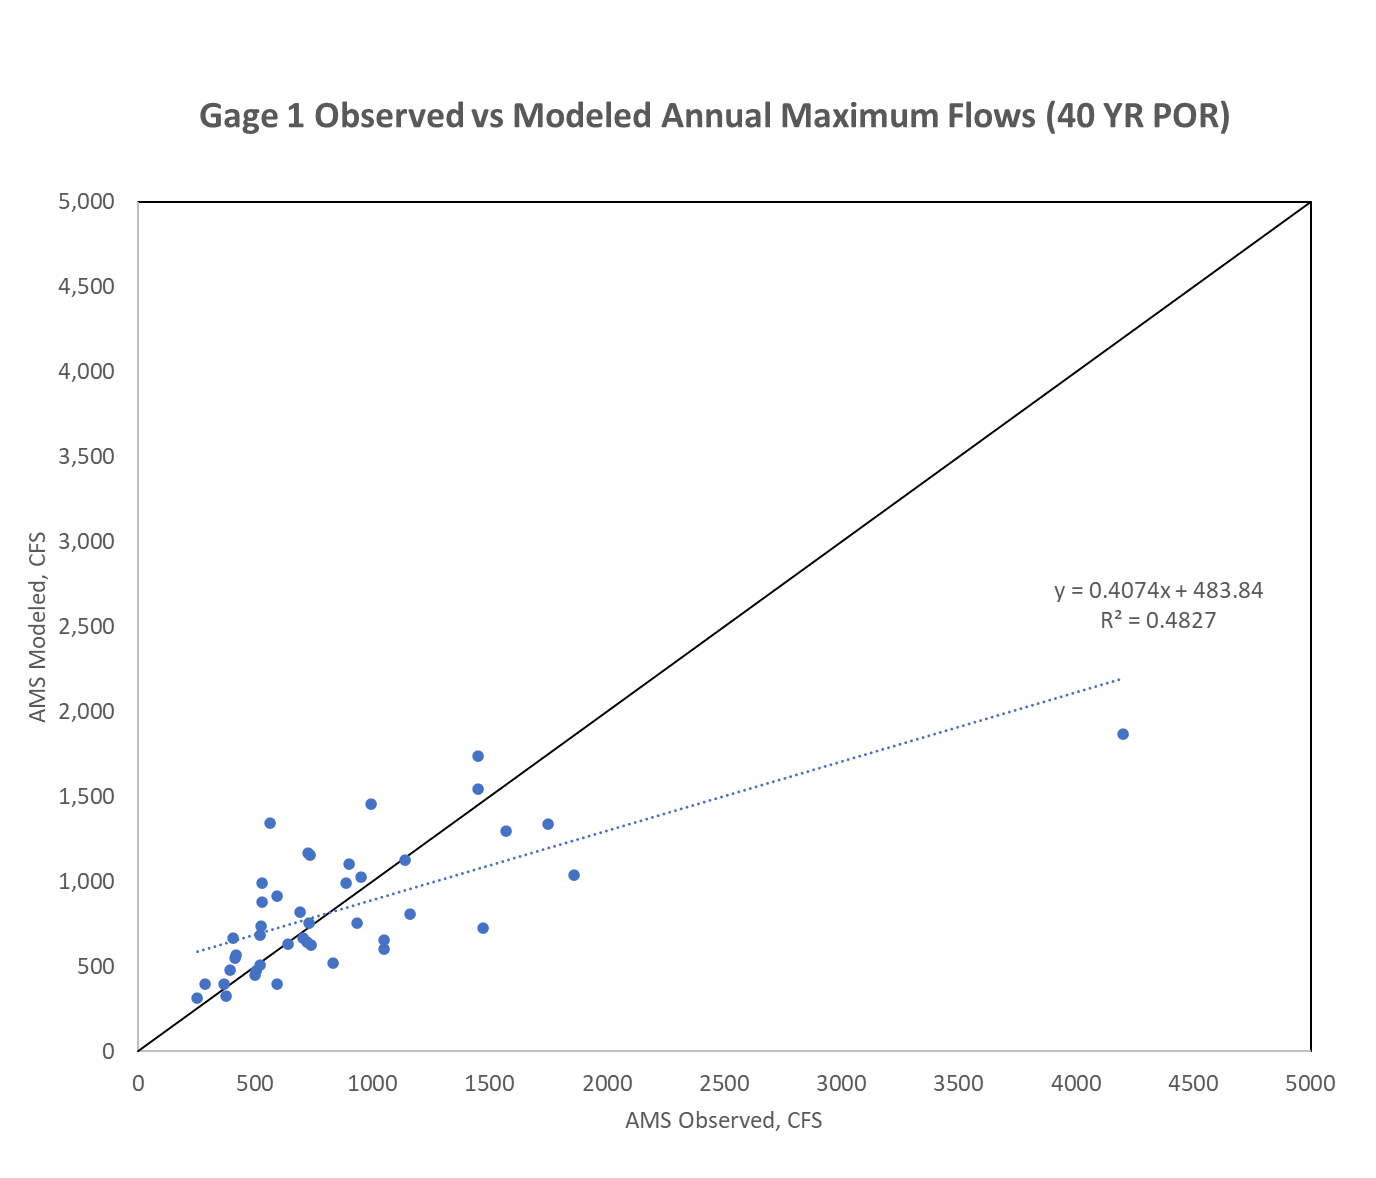 Gage 1 Observed vs Modeled Annual Maximum Flows (40 YR POR)
5,000
4,500
4,000
3,500
3,000
2,500
2,000
1,500
1,000
500
0
AMS Modeled, CFS
y = 0.4074x + 483.84
R² = 0.4827
0 500 1000 1500 2000 2500 3000 3500 4000 4500 5000
AMS Observed, CFS